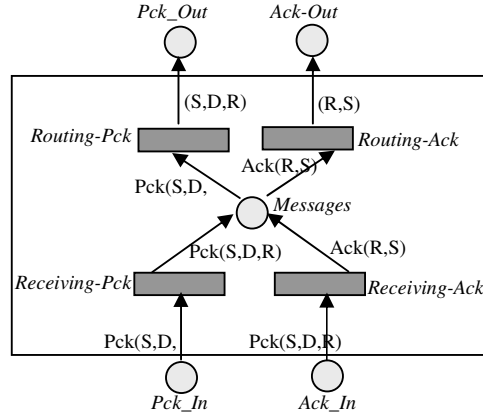 Pck_Out
Ack-Out
(S,D,R)
(R,S)
Routing-Pck
Routing-Ack
Pck(S,D,
Ack(R,S)
Messages
Pck(S,D,R)
Ack(R,S)
Receiving-Pck
Receiving-Ack
Pck(S,D,
Pck(S,D,R)
Pck_In
Ack_In